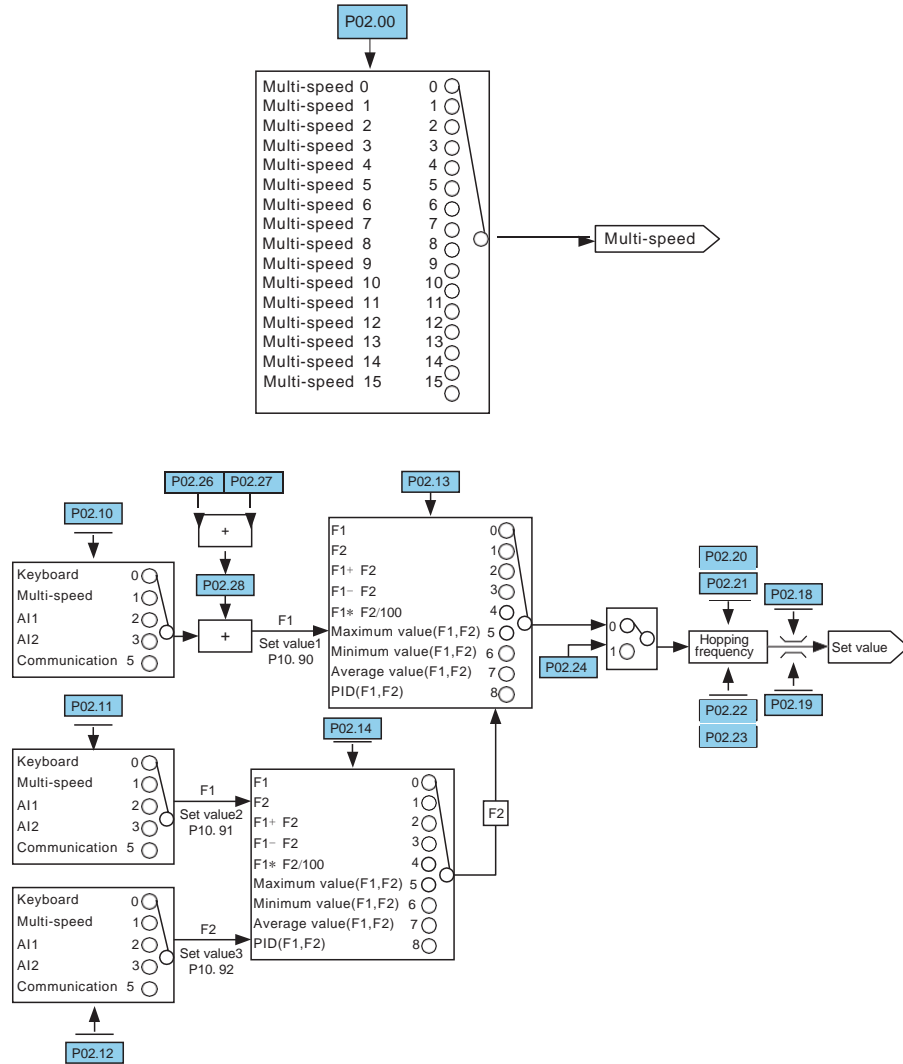 P02.00
Multi-speed 0 0
Multi-speed 1 1
Multi-speed 2 2
Multi-speed 3 3
Multi-speed 4 4
Multi-speed 5 5
Multi-speed 6 6
Multi-speed 7 7
Multi-speed 8 8
Multi-speed 9 9
Multi-speed 10 10
Multi-speed 11 11
Multi-speed 12 12
Multi-speed 13 13
Multi-speed 14 14
Multi-speed 15 15
Multi-speed
P02.26 P02.27
+
P02.28
+
P02.10
Keyboard 0
Multi-speed 1
AI1 2
AI2 3
Communication 5
F1
Set value1
P10. 90
P02.13
F1 0
F2 1
F1+ F2 2
F1− F2 3
F1* F2/100 4
Maximum value(F1,F2) 5
Minimum value(F1,F2) 6
Average value(F1,F2) 7
PID(F1,F2) 8
0
1
P02.24
P02.20
P02.21
Hopping
frequency
P02.22
P02.23
P02.18
P02.19
Set value
P02.11
Keyboard 0
Multi-speed 1
AI1 2
AI2 3
Communication 5
F1
Set value2
P10. 91
P02.14
F1 0
F2 1
F1+ F2 2
F1− F2 3
F1* F2/100 4
Maximum value(F1,F2) 5
Minimum value(F1,F2) 6
Average value(F1,F2) 7
PID(F1,F2) 8
F2
Keyboard 0
Multi-speed 1
AI1 2
AI2 3
Communication 5
F2
Set value3
P10. 92
P02.12